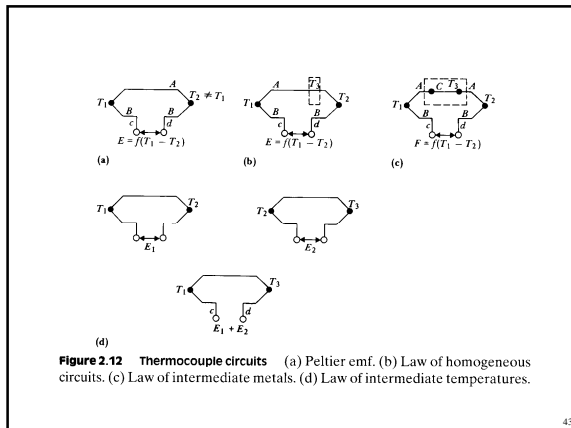 A
T₁
T₂ ≠ T₁
B
B
c
d
E = f(T₁ − T₂)
(a)
A
T₃
T₁
T₂
B
B
c
d
E = f(T₁ − T₂)
(b)
A
C
T₃
A
T₁
T₂
B
B
c
d
F = f(T₁ − T₂)
(c)
T₁
T₂
E₁
T₂
T₃
E₂
T₁
T₃
c
d
E₁ + E₂
(d)
Figure 2.12 Thermocouple circuits (a) Peltier emf. (b) Law of homogeneous
circuits. (c) Law of intermediate metals. (d) Law of intermediate temperatures.
43